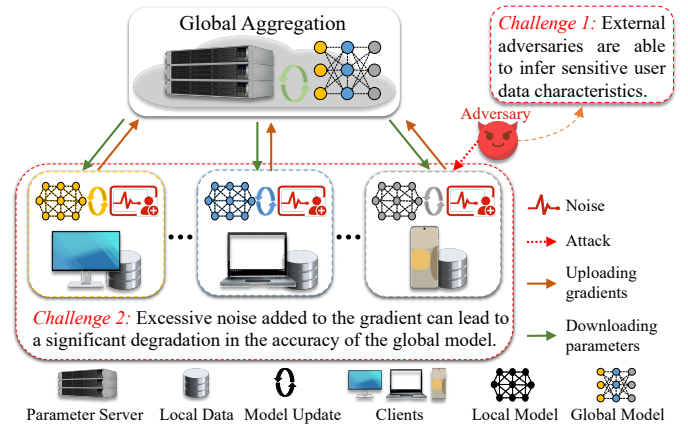 Global Aggregation
Challenge 1: External
adversaries are able
to infer sensitive user
data characteristics.
Adversary
Noise
Attack
Uploading
gradients
Downloading
parameters
Challenge 2: Excessive noise added to the gradient can lead to
a significant degradation in the accuracy of the global model.
Parameter Server
Local Data
Model Update
Clients
Local Model
Global Model